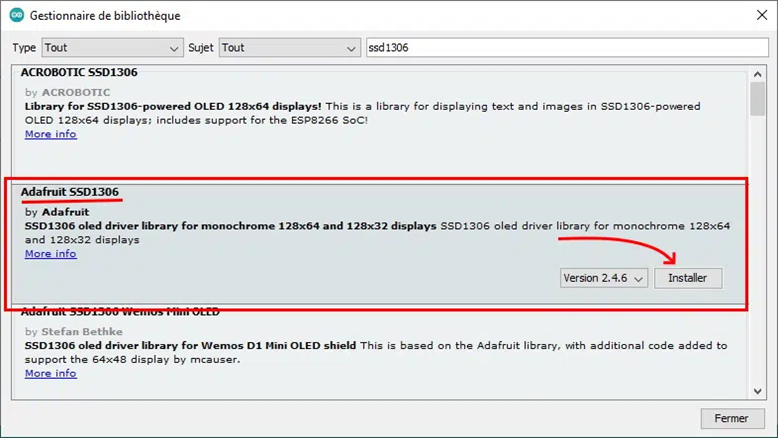 Gestionnaire de bibliothèque
Type Tout Sujet Tout ssd1306
ACROBOTIC SSD1306
by ACROBOTIC
Library for SSD1306-powered OLED 128x64 displays! This is a library for displaying text and images in SSD1306-powered
OLED 128x64 displays; includes support for the ESP8266 SoC!
More info
Adafruit SSD1306
by Adafruit
SSD1306 oled driver library for monochrome 128x64 and 128x32 displays SSD1306 oled driver library for monochrome 128x64
and 128x32 displays
More info
Version 2.4.6 Installer
Adafruit SSD1306 Wemos Mini OLED
by Stefan Bethke
SSD1306 oled driver library for Wemos D1 Mini OLED shield This is based on the Adafruit library, with additional code added to
support the 64x48 display by mcauser.
More info
Fermer